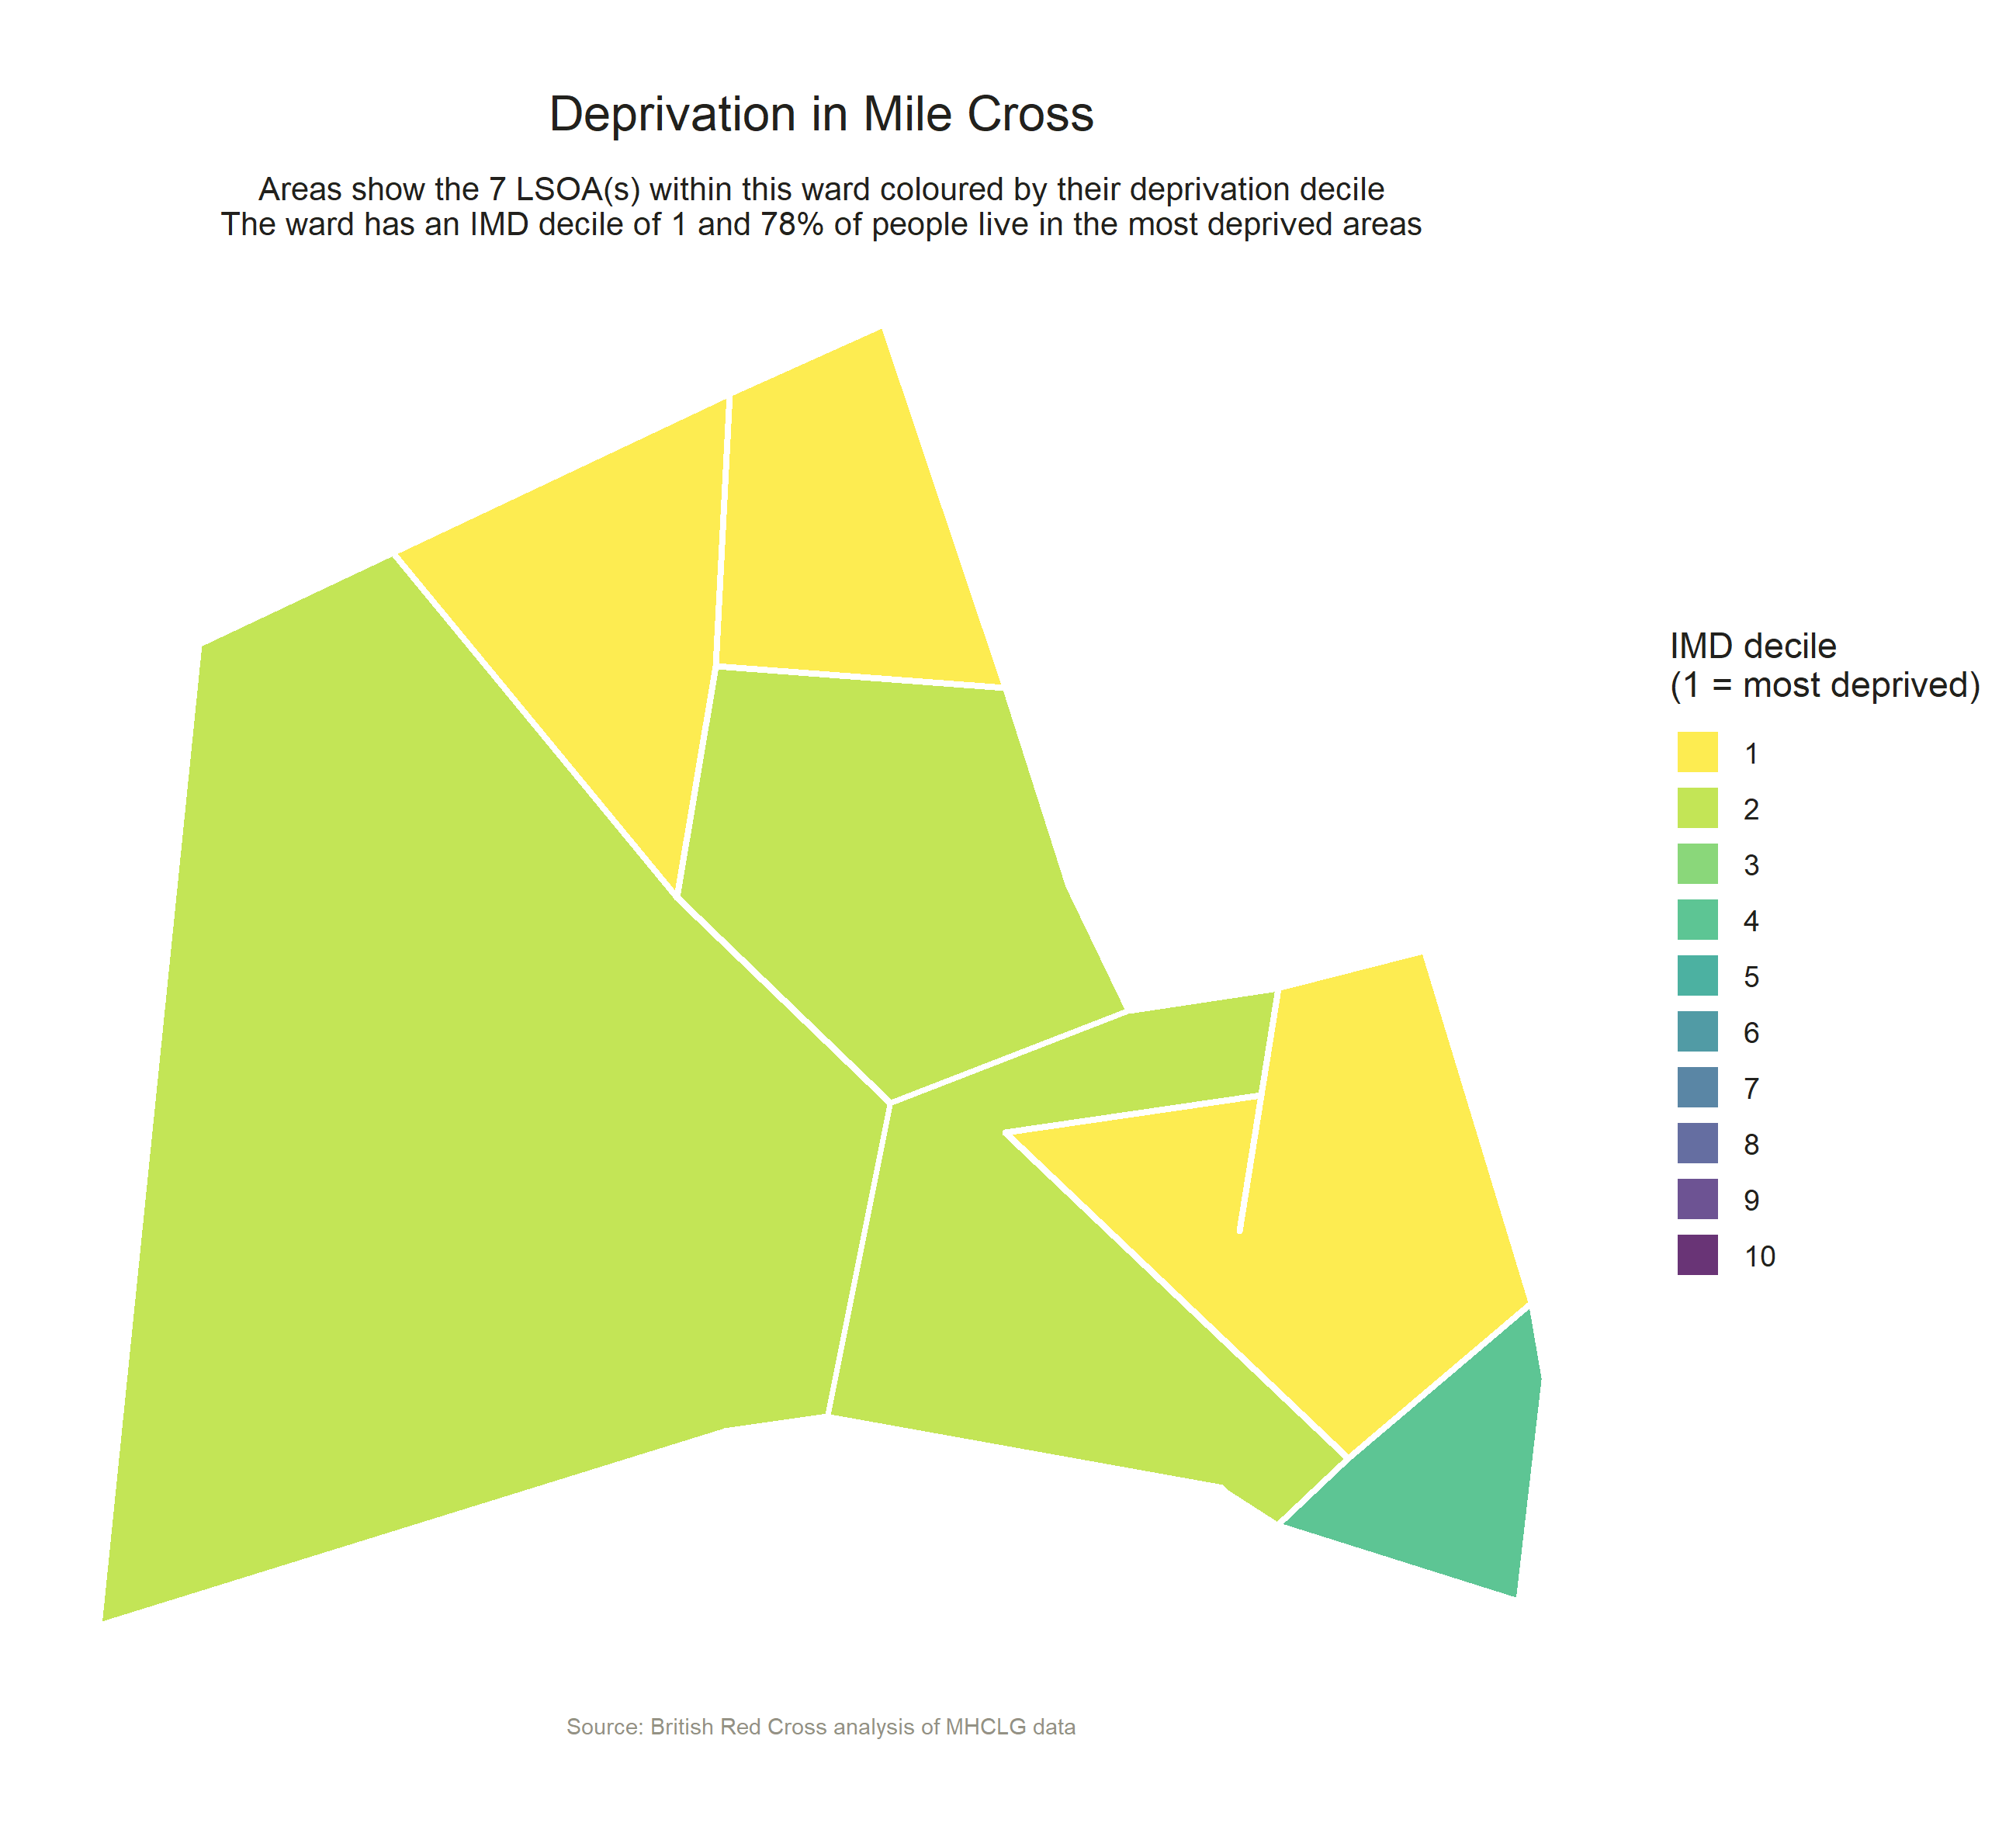 Deprivation in Mile Cross
Areas show the 7 LSOA(s) within this ward coloured by their deprivation decile
The ward has an IMD decile of 1 and 78% of people live in the most deprived areas
IMD decile
(1 = most deprived)
1
2
3
4
5
6
7
8
9
10
Source: British Red Cross analysis of MHCLG data